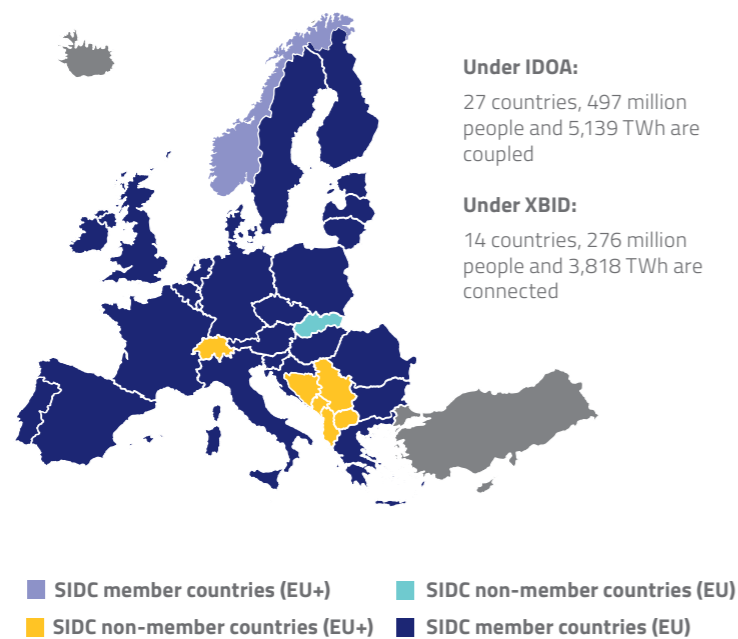 Under IDOA:
27 countries, 497 million
people and 5,139 TWh are
coupled
Under XBID:
14 countries, 276 million
people and 3,818 TWh are
connected
SIDC member countries (EU+)
SIDC non-member countries (EU)
SIDC non-member countries (EU+)
SIDC member countries (EU)